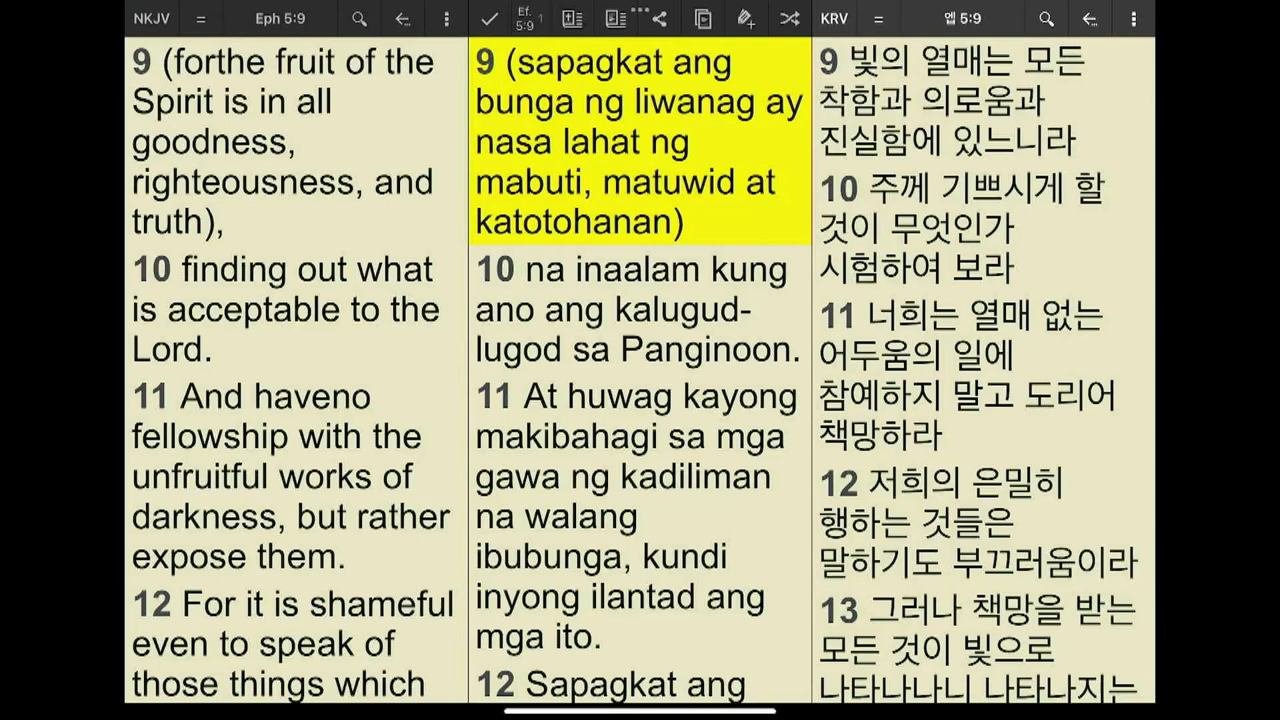 NKJV = Eph 5:9
9 (forthe fruit of the
Spirit is in all
goodness,
righteousness, and
truth),
10 finding out what
is acceptable to the
Lord.
11 And haveno
fellowship with the
unfruitful works of
darkness, but rather
expose them.
12 For it is shameful
even to speak of
those things which
Ef.
5:9 1
9 (sapagkat ang
bunga ng liwanag ay
nasa lahat ng
mabuti, matuwid at
katotohanan)
10 na inaalam kung
ano ang kalugud-
lugod sa Panginoon.
11 At huwag kayong
makibahagi sa mga
gawa ng kadiliman
na walang
ibubunga, kundi
inyong ilantad ang
mga ito.
12 Sapagkat ang
KRV = 엡 5:9
9 빛의 열매는 모든
착함과 의로움과
진실함에 있느니라
10 주께 기쁘시게 할
것이 무엇인가
시험하여 보라
11 너희는 열매 없는
어두움의 일에
참예하지 말고 도리어
책망하라
12 저희의 은밀히
행하는 것들은
말하기도 부끄러움이라
13 그러나 책망을 받는
모든 것이 빛으로
나타나나니 나타나지는